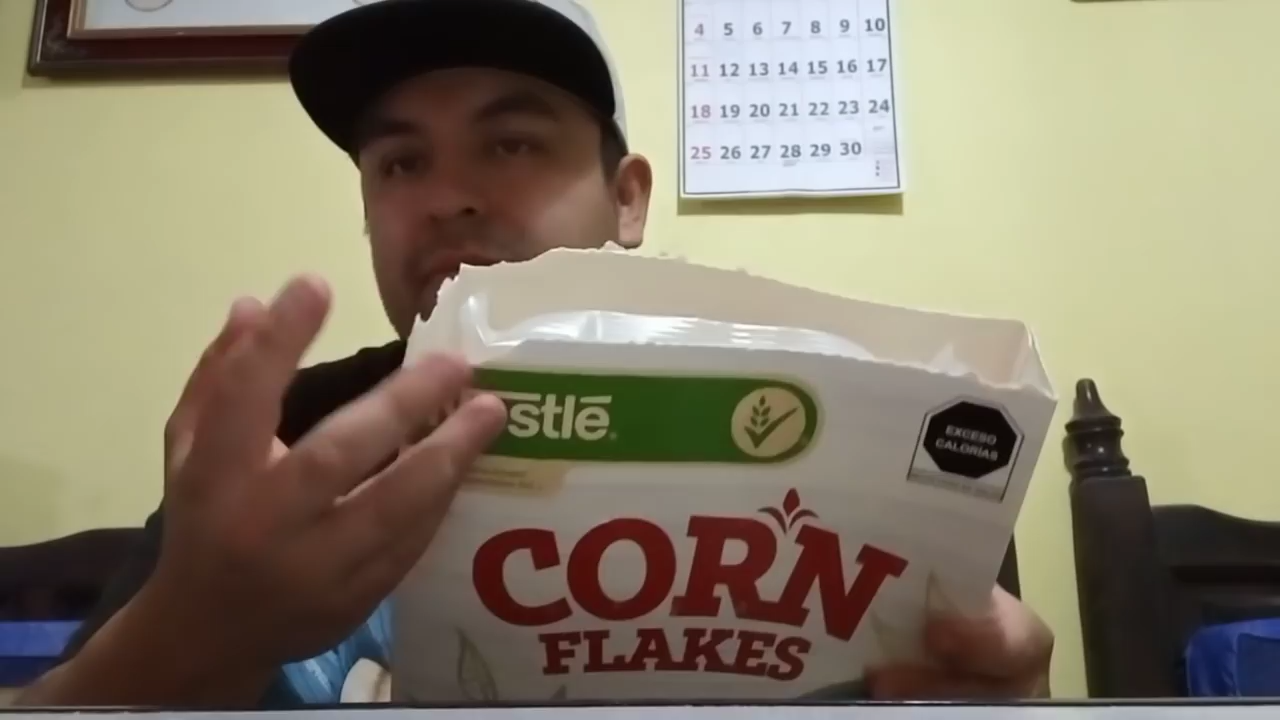 4 5 6 7 8 9 10
11 12 13 14 15 16 17
18 19 20 21 22 23 24
25 26 27 28 29 30
stlé
EXCESO
CALORÍAS
CORN
FLAKES